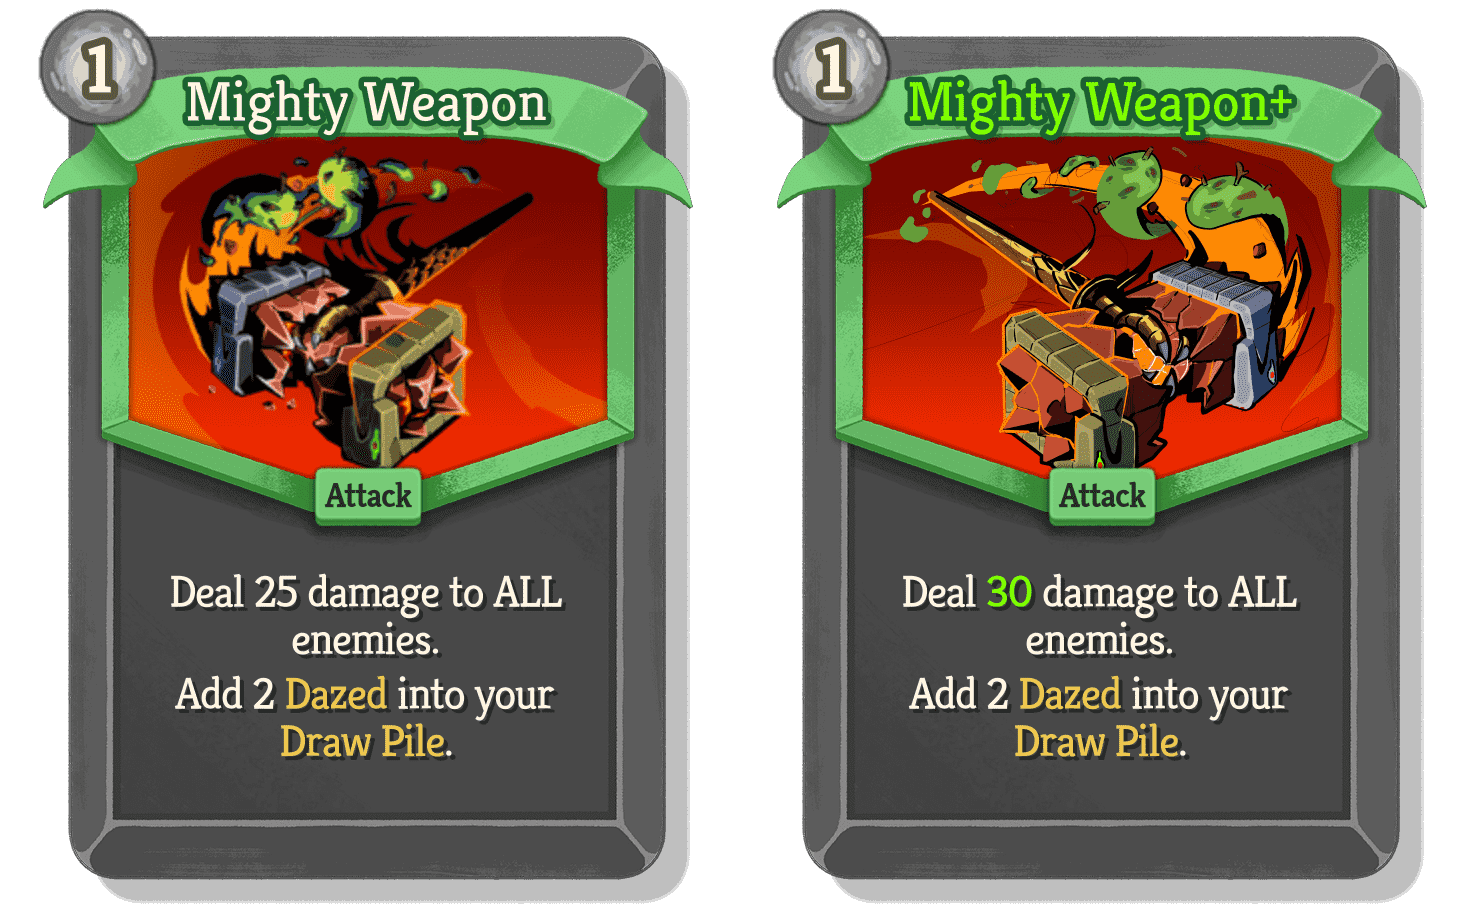 1
Mighty Weapon
Attack
Deal 25 damage to ALL
enemies.
Add 2 Dazed into your
Draw Pile.
1
Mighty Weapon+
Attack
Deal 30 damage to ALL
enemies.
Add 2 Dazed into your
Draw Pile.